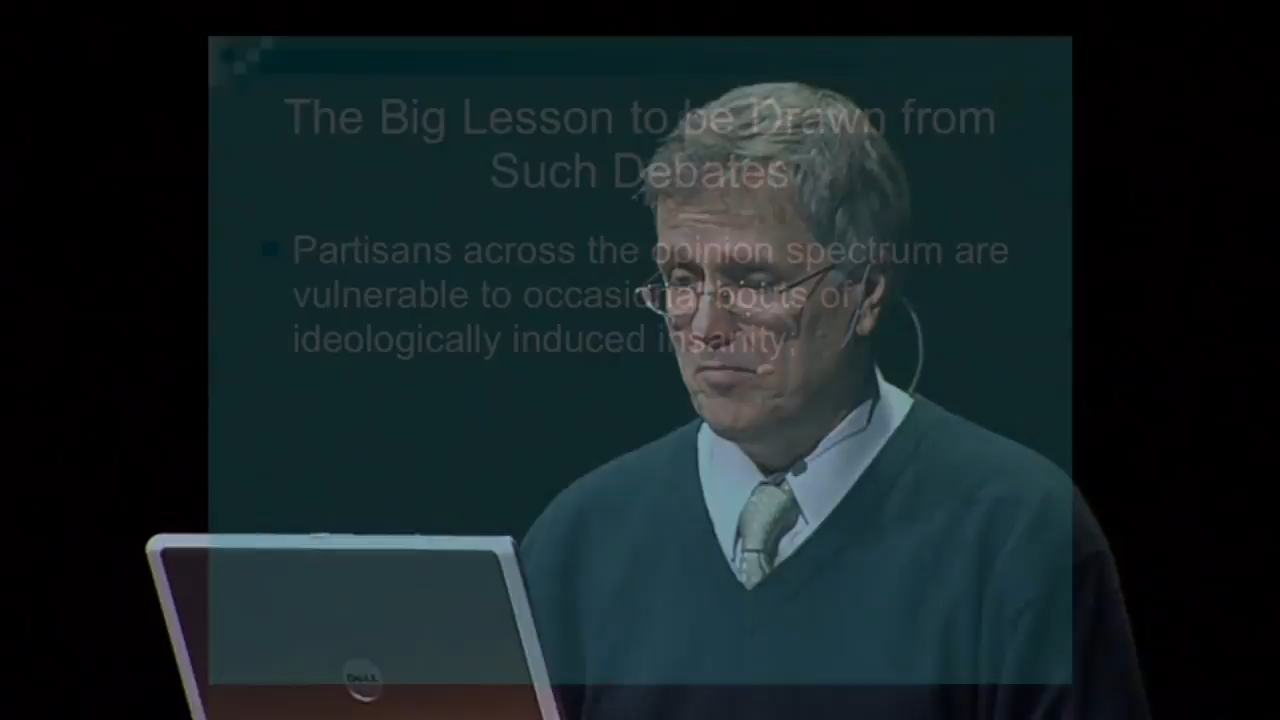 The Big Lesson to be Drawn from
Such Debates
Partisans across the opinion spectrum are
vulnerable to occasional bouts of
ideologically induced insanity.
DELL